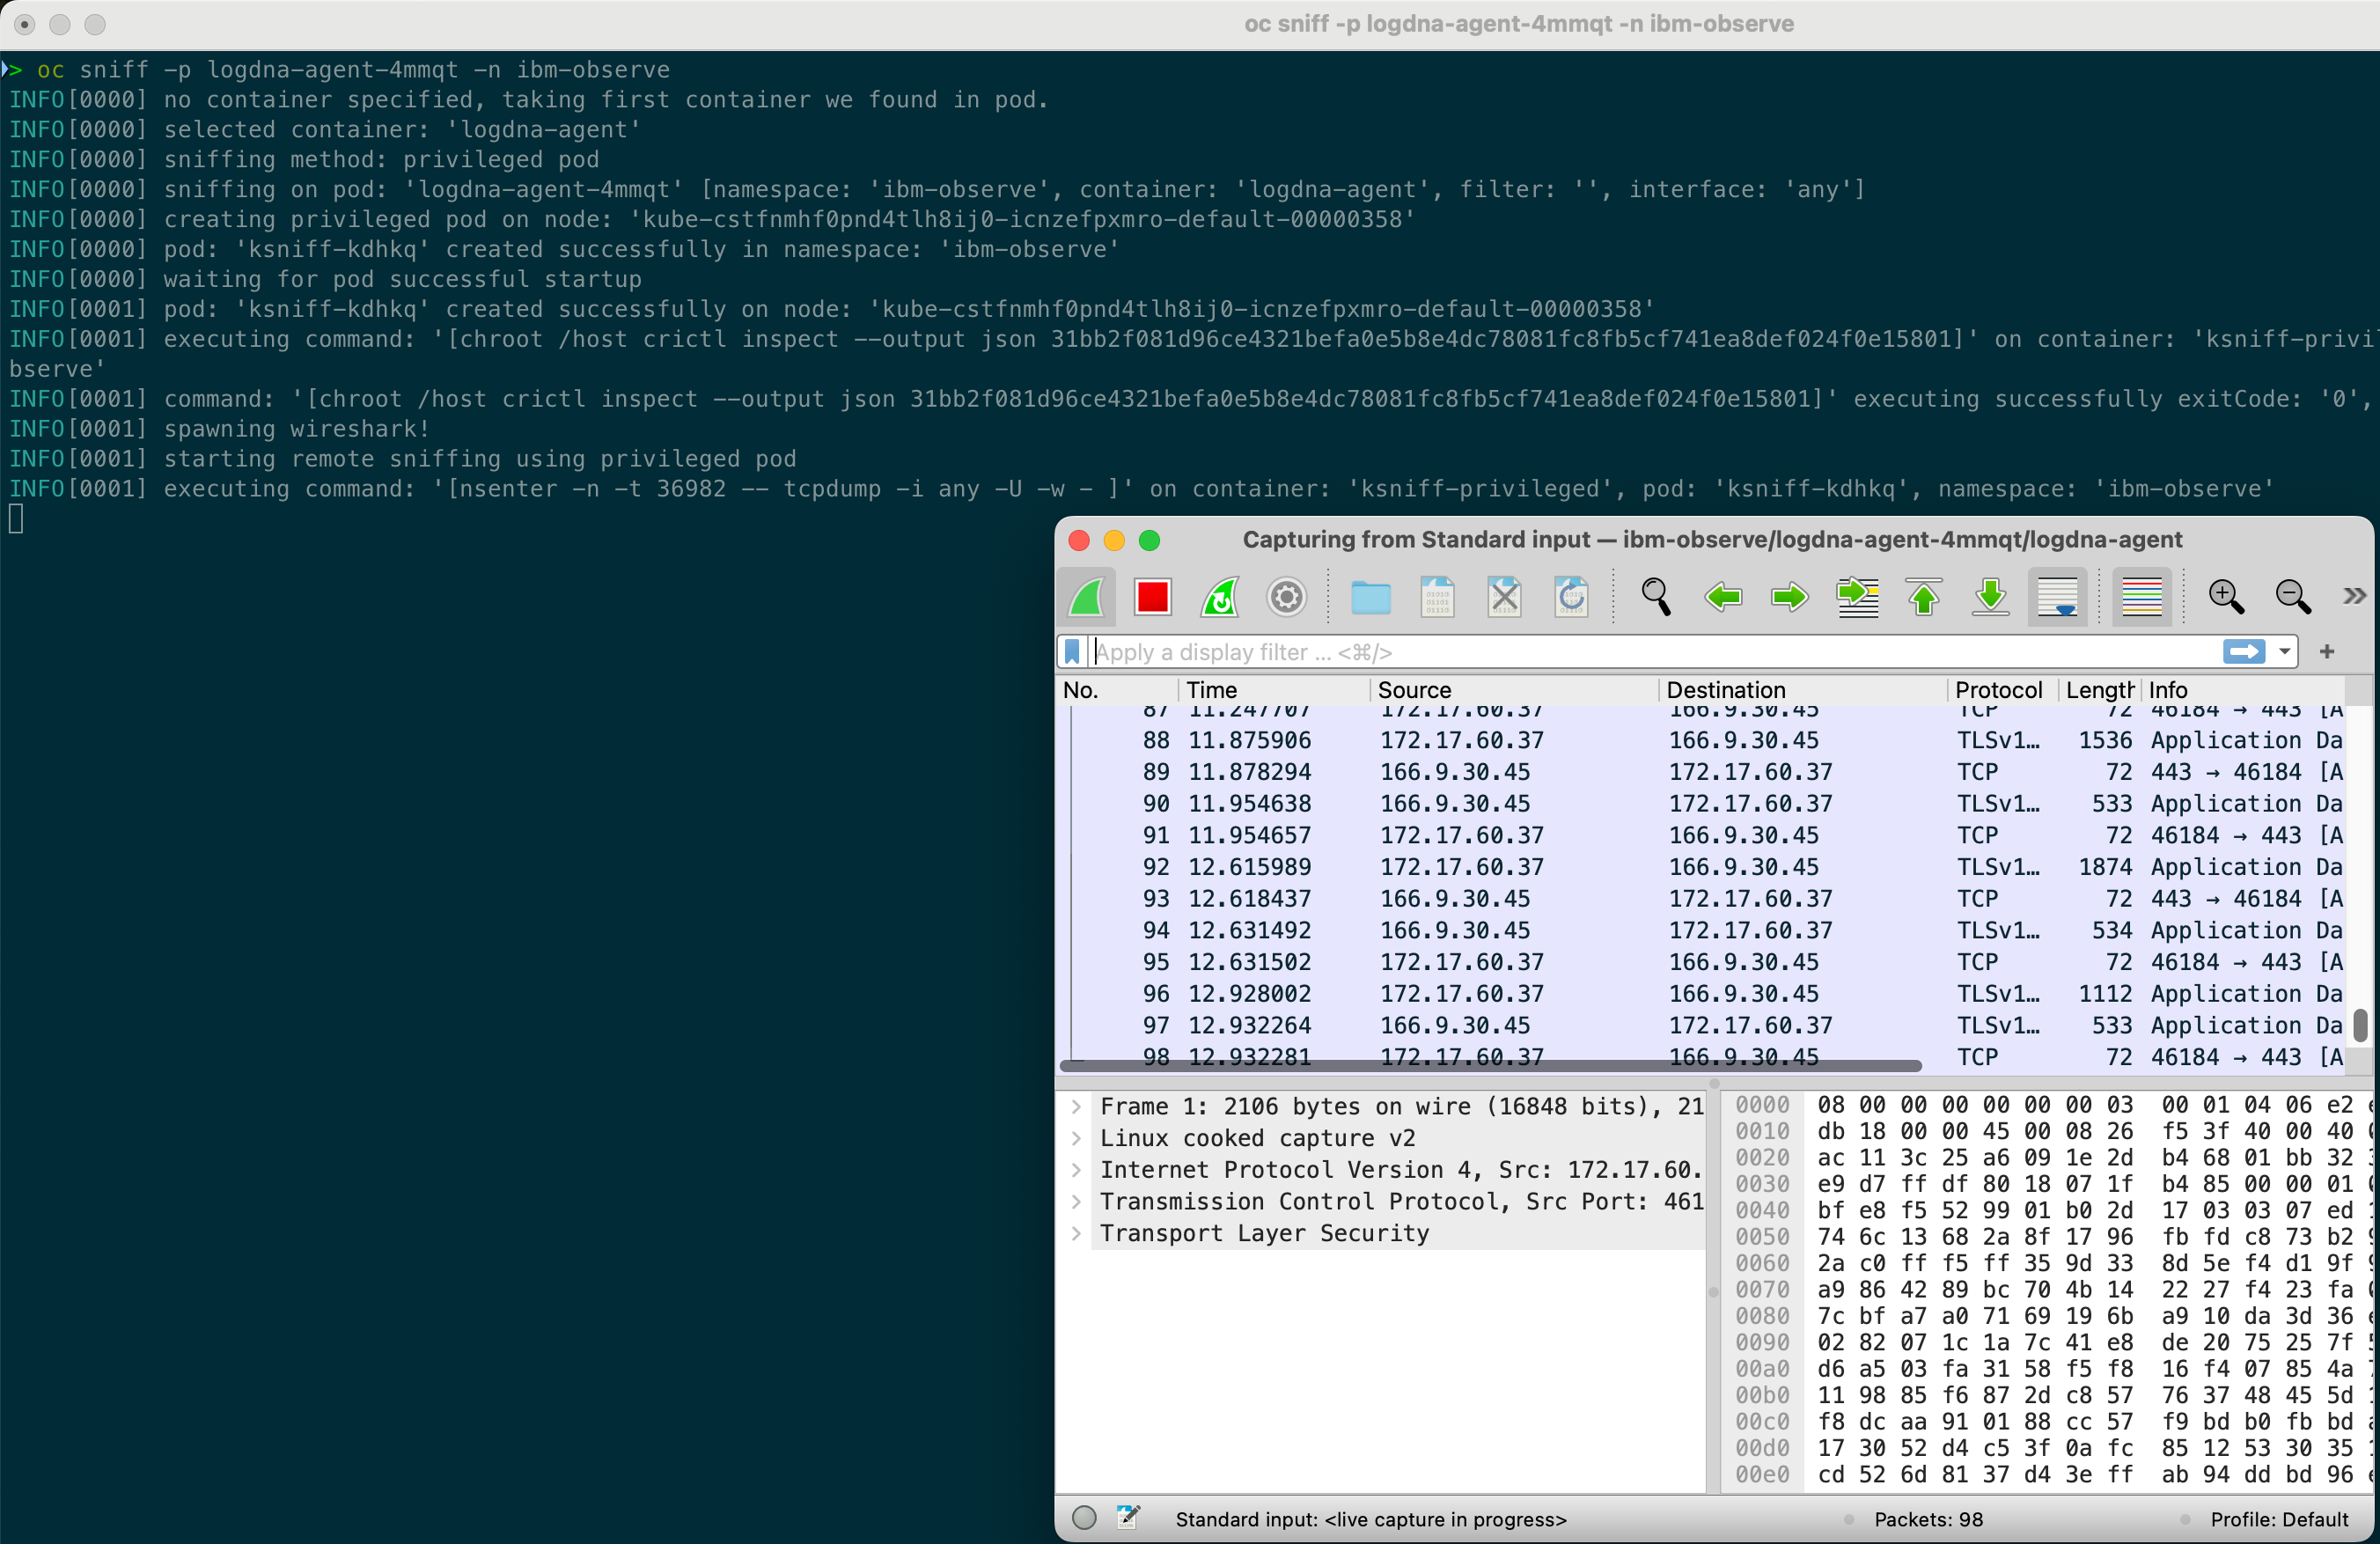 oc sniff -p logdna-agent-4mmqt -n ibm-observe
> oc sniff -p logdna-agent-4mmqt -n ibm-observe
INFO[0000] no container specified, taking first container we found in pod.
INFO[0000] selected container: 'logdna-agent'
INFO[0000] sniffing method: privileged pod
INFO[0000] sniffing on pod: 'logdna-agent-4mmqt' [namespace: 'ibm-observe', container: 'logdna-agent', filter: '', interface: 'any']
INFO[0000] creating privileged pod on node: 'kube-cstfnmhf0pnd4tlh8ij0-icnzefpxmro-default-00000358'
INFO[0000] pod: 'ksniff-kdhkq' created successfully in namespace: 'ibm-observe'
INFO[0000] waiting for pod successful startup
INFO[0001] pod: 'ksniff-kdhkq' created successfully on node: 'kube-cstfnmhf0pnd4tlh8ij0-icnzefpxmro-default-00000358'
INFO[0001] executing command: '[chroot /host crictl inspect --output json 31bb2f081d96ce4321befa0e5b8e4dc78081fc8fb5cf741ea8def024f0e15801]' on container: 'ksniff-privil
bserve'
INFO[0001] command: '[chroot /host crictl inspect --output json 31bb2f081d96ce4321befa0e5b8e4dc78081fc8fb5cf741ea8def024f0e15801]' executing successfully exitCode: '0',
INFO[0001] spawning wireshark!
INFO[0001] starting remote sniffing using privileged pod
INFO[0001] executing command: '[nsenter -n -t 36982 -- tcpdump -i any -U -w - ]' on container: 'ksniff-privileged', pod: 'ksniff-kdhkq', namespace: 'ibm-observe'
Capturing from Standard input — ibm-observe/logdna-agent-4mmqt/logdna-agent
Apply a display filter ... <⌘/>
No. Time Source Destination Protocol Length Info
87 11.247707 172.17.60.37 166.9.30.45 TCP 72 46184 → 443 [A
88 11.875906 172.17.60.37 166.9.30.45 TLSv1… 1536 Application Da
89 11.878294 166.9.30.45 172.17.60.37 TCP 72 443 → 46184 [A
90 11.954638 166.9.30.45 172.17.60.37 TLSv1… 533 Application Da
91 11.954657 172.17.60.37 166.9.30.45 TCP 72 46184 → 443 [A
92 12.615989 172.17.60.37 166.9.30.45 TLSv1… 1874 Application Da
93 12.618437 166.9.30.45 172.17.60.37 TCP 72 443 → 46184 [A
94 12.631492 166.9.30.45 172.17.60.37 TLSv1… 534 Application Da
95 12.631502 172.17.60.37 166.9.30.45 TCP 72 46184 → 443 [A
96 12.928002 172.17.60.37 166.9.30.45 TLSv1… 1112 Application Da
97 12.932264 166.9.30.45 172.17.60.37 TLSv1… 533 Application Da
98 12.932281 172.17.60.37 166.9.30.45 TCP 72 46184 → 443 [A
Frame 1: 2106 bytes on wire (16848 bits), 21
Linux cooked capture v2
Internet Protocol Version 4, Src: 172.17.60.
Transmission Control Protocol, Src Port: 461
Transport Layer Security
0000 08 00 00 00 00 00 00 03 00 01 04 06 e2
0010 db 18 00 00 45 00 08 26 f5 3f 40 00 40
0020 ac 11 3c 25 a6 09 1e 2d b4 68 01 bb 32
0030 e9 d7 ff df 80 18 07 1f b4 85 00 00 01
0040 bf e8 f5 52 99 01 b0 2d 17 03 03 07 ed
0050 74 6c 13 68 2a 8f 17 96 fb fd c8 73 b2
0060 2a c0 ff f5 ff 35 9d 33 8d 5e f4 d1 9f
0070 a9 86 42 89 bc 70 4b 14 22 27 f4 23 fa
0080 7c bf a7 a0 71 69 19 6b a9 10 da 3d 36
0090 02 82 07 1c 1a 7c 41 e8 de 20 75 25 7f
00a0 d6 a5 03 fa 31 58 f5 f8 16 f4 07 85 4a
00b0 11 98 85 f6 87 2d c8 57 76 37 48 45 5d
00c0 f8 dc aa 91 01 88 cc 57 f9 bd b0 fb bd
00d0 17 30 52 d4 c5 3f 0a fc 85 12 53 30 35
00e0 cd 52 6d 81 37 d4 3e ff ab 94 dd bd 96
Standard input: <live capture in progress> Packets: 98 Profile: Default